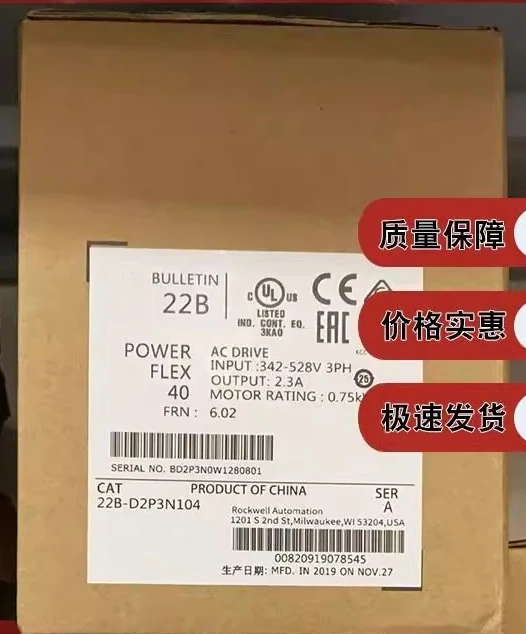 质量保障
价格实惠
极速发货
BULLETIN
22B
C UL US
LISTED
IND. CONT. EQ.
3KA0
CE
EAC
POWER
FLEX
40
AC DRIVE
INPUT :342-528V 3PH
OUTPUT: 2.3A
MOTOR RATING : 0.75k
25
FRN : 6.02
SERIAL NO. BD2P3N0W1280801
CAT
PRODUCT OF CHINA
SER
22B-D2P3N104
A
Rockwell Automation
1201 S 2nd St,Milwaukee,WI 53204,USA
00820919078545
生产日期: MFD. IN 2019 ON NOV.27